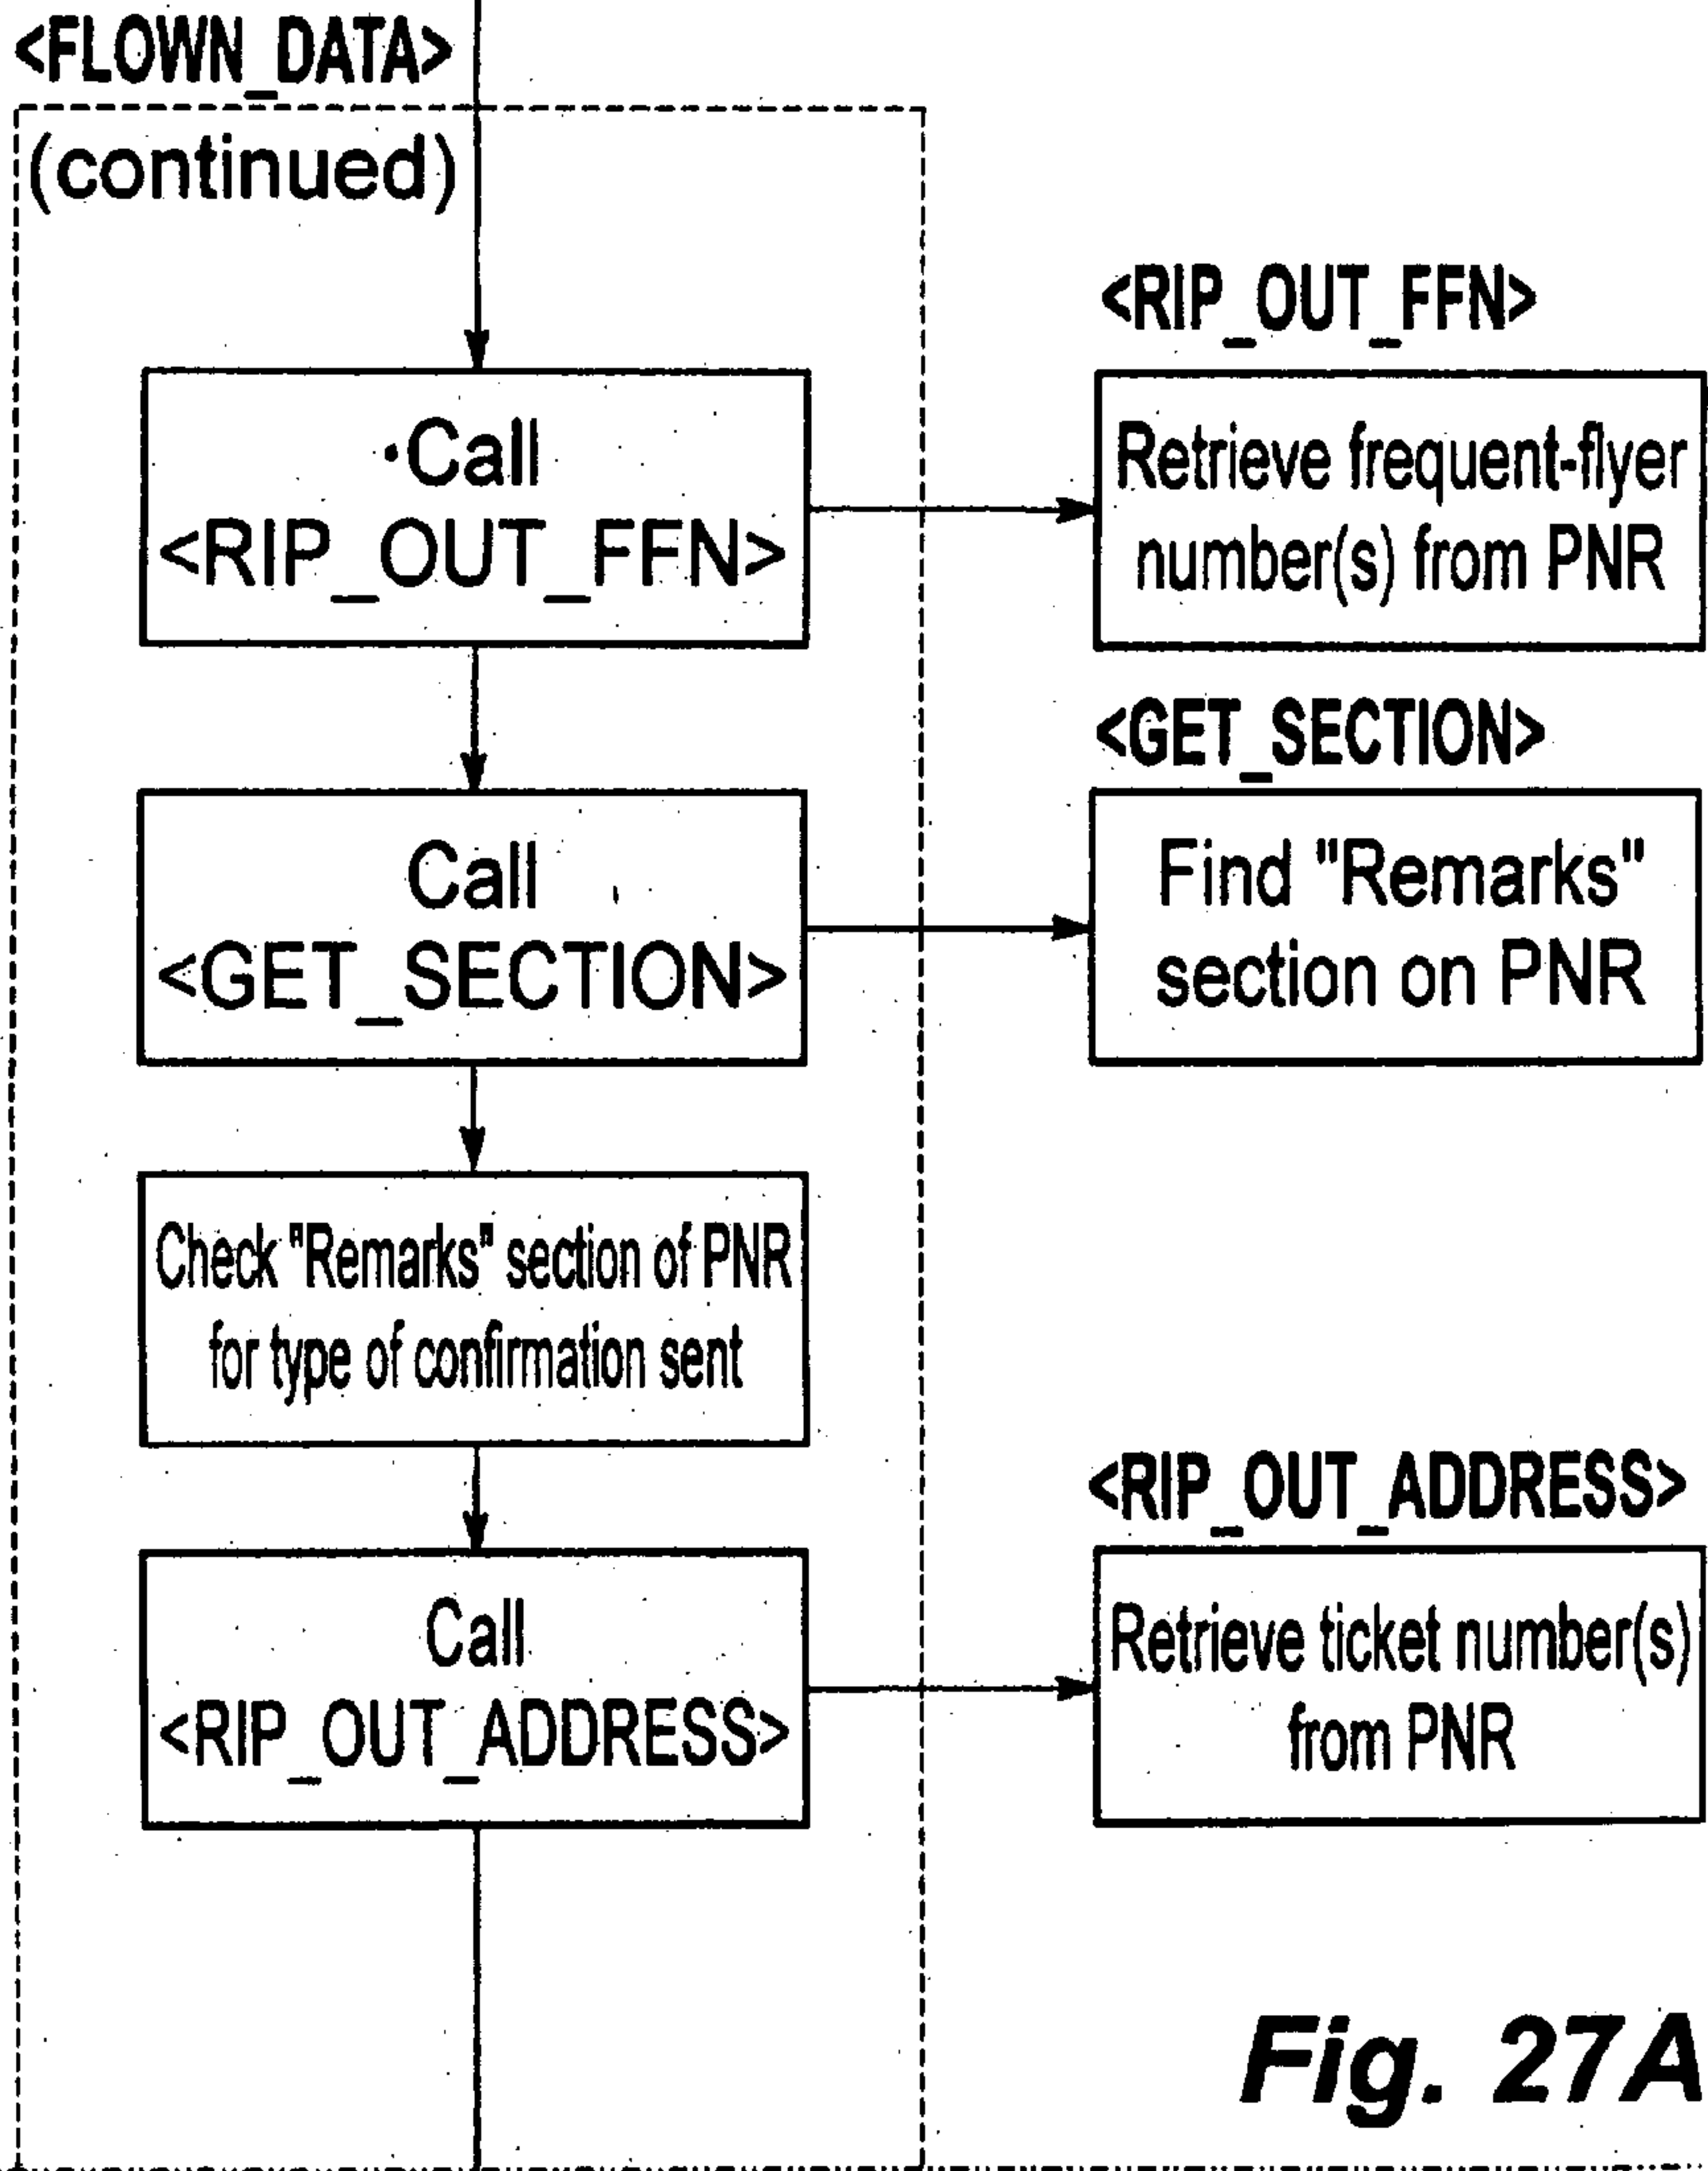 <FLOWN_DATA>
(continued)
Call
<RIP_OUT_FFN>
<RIP_OUT_FFN>
Retrieve frequent-flyer
number(s) from PNR
Call
<GET_SECTION>
<GET_SECTION>
Find "Remarks"
section on PNR
Check "Remarks" section of PNR
for type of confirmation sent
Call
<RIP_OUT_ADDRESS>
<RIP_OUT_ADDRESS>
Retrieve ticket number(s)
from PNR
Fig. 27A